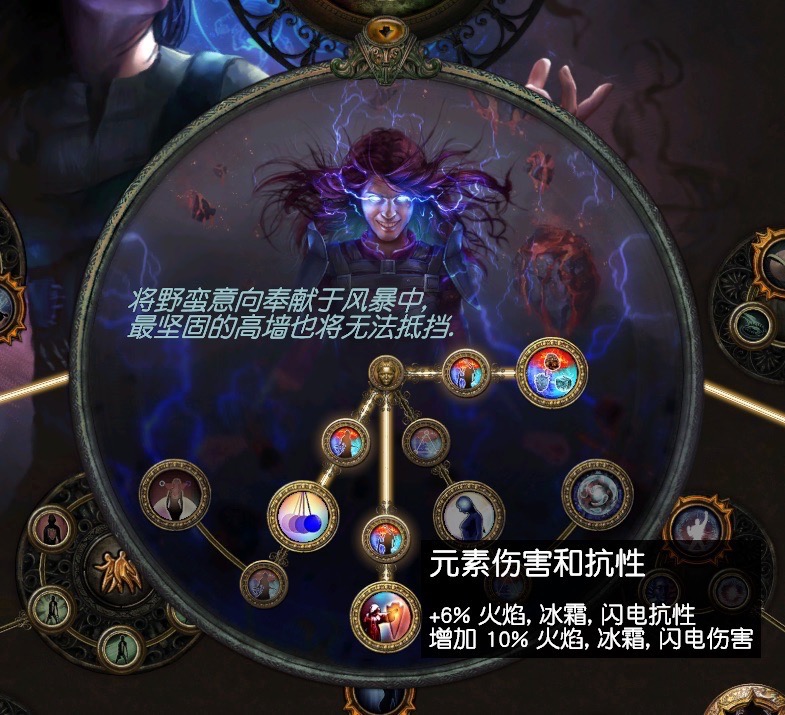 将野蛮意向奉献于风暴中,
最坚固的高墙也将无法抵挡.
元素伤害和抗性
+6% 火焰, 冰霜, 闪电抗性
增加 10% 火焰, 冰霜, 闪电伤害